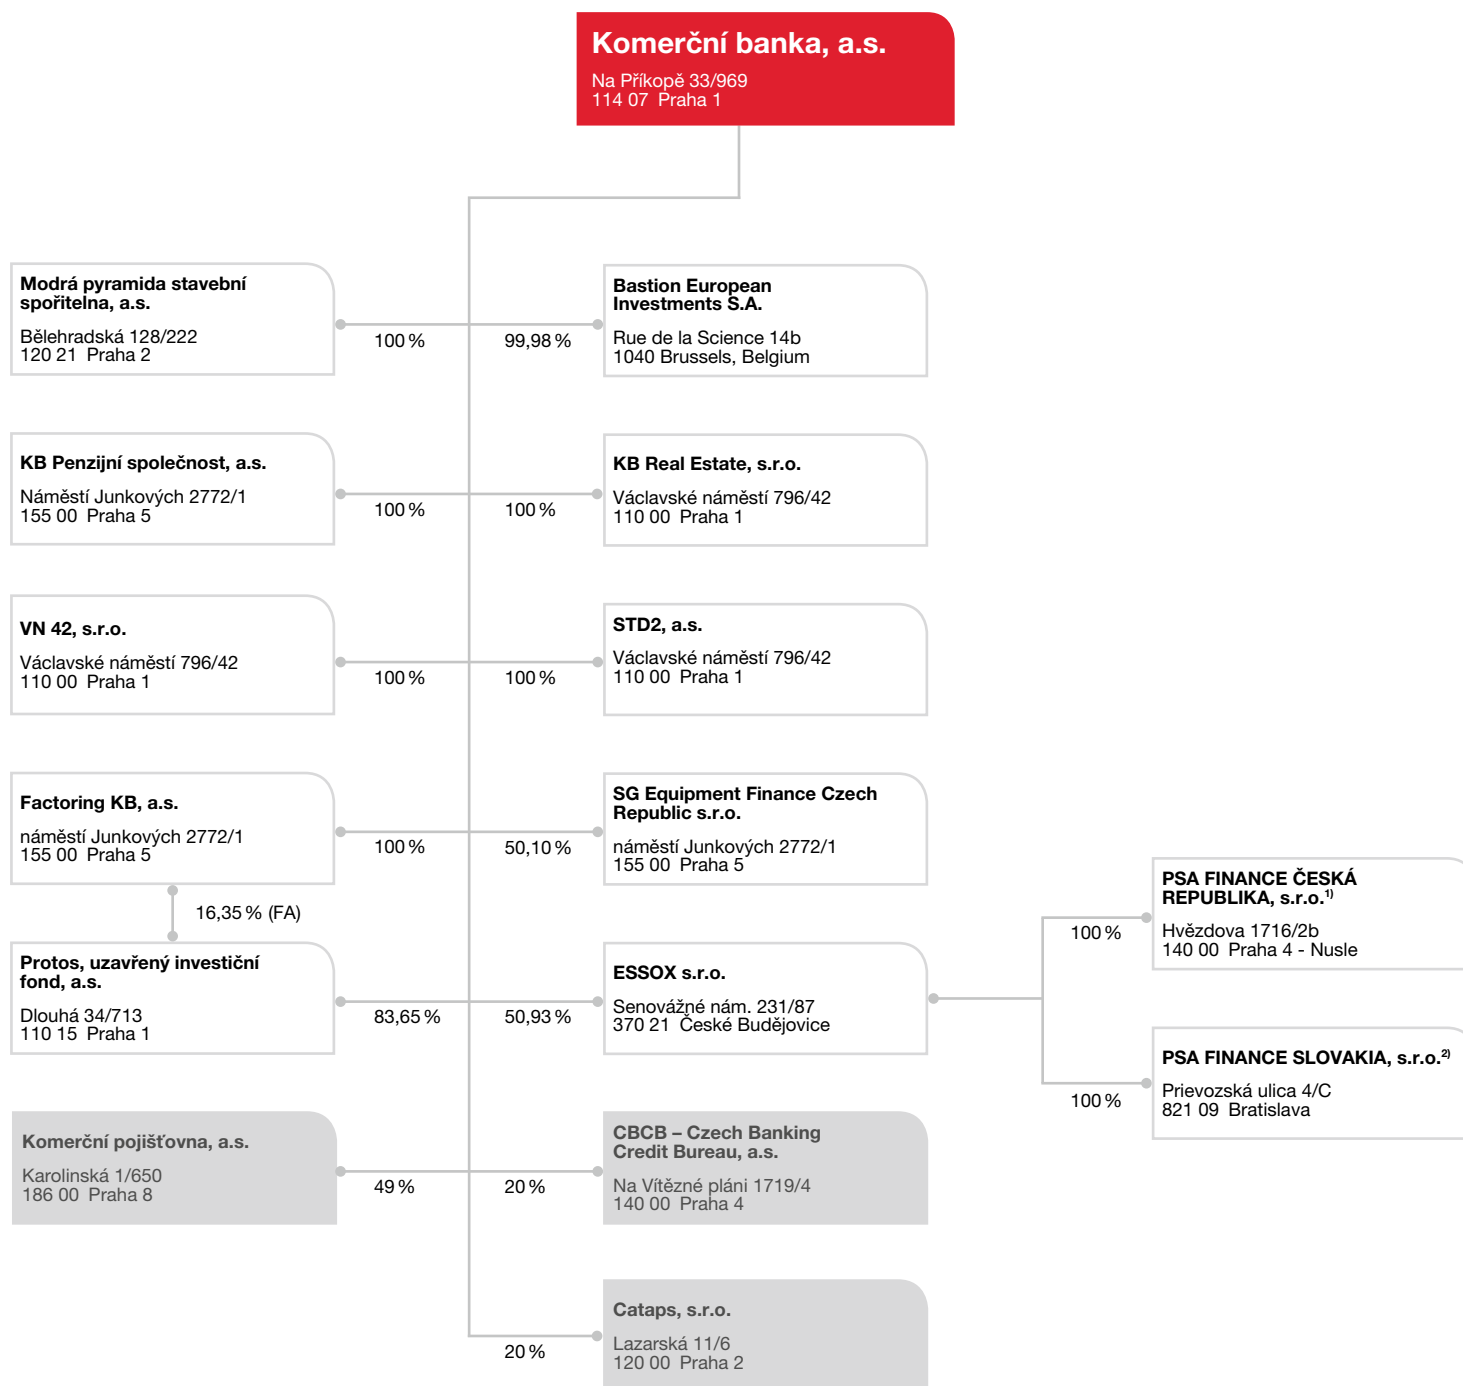 Komerční banka, a.s.
Na Příkopě 33/969
114 07 Praha 1
Modrá pyramida stavební
spořitelna, a.s.
Bělehradská 128/222
120 21 Praha 2
100 %
99,98 %
Bastion European
Investments S.A.
Rue de la Science 14b
1040 Brussels, Belgium
KB Penzijní společnost, a.s.
Náměstí Junkových 2772/1
155 00 Praha 5
100 %
100 %
KB Real Estate, s.r.o.
Václavské náměstí 796/42
110 00 Praha 1
VN 42, s.r.o.
Václavské náměstí 796/42
110 00 Praha 1
100 %
100 %
STD2, a.s.
Václavské náměstí 796/42
110 00 Praha 1
Factoring KB, a.s.
náměstí Junkových 2772/1
155 00 Praha 5
100 %
50,10 %
SG Equipment Finance Czech
Republic s.r.o.
náměstí Junkových 2772/1
155 00 Praha 5
16,35 % (FA)
Protos, uzavřený investiční
fond, a.s.
Dlouhá 34/713
110 15 Praha 1
83,65 %
50,93 %
ESSOX s.r.o.
Senovážné nám. 231/87
370 21 České Budějovice
100 %
PSA FINANCE ČESKÁ
REPUBLIKA, s.r.o.1)
Hvězdova 1716/2b
140 00 Praha 4 - Nusle
100 %
PSA FINANCE SLOVAKIA, s.r.o.2)
Prievozská ulica 4/C
821 09 Bratislava
Komerční pojišťovna, a.s.
Karolinská 1/650
186 00 Praha 8
49 %
20 %
CBCB – Czech Banking
Credit Bureau, a.s.
Na Vítězné pláni 1719/4
140 00 Praha 4
20 %
Cataps, s.r.o.
Lazarská 11/6
120 00 Praha 2